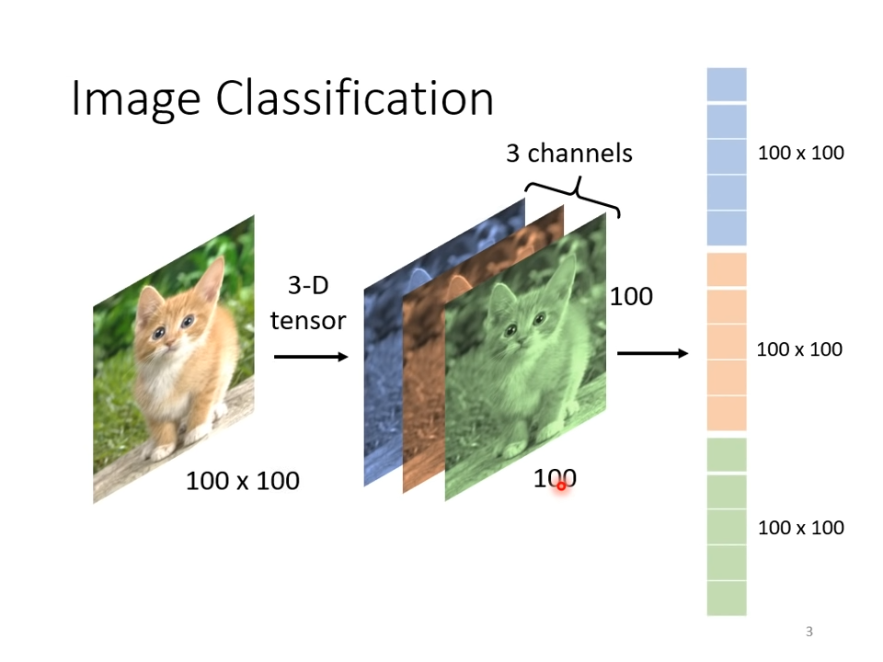 Image Classification
3 channels
100 x 100
3-D
tensor
100
100 x 100
100 x 100
100
100 x 100
3